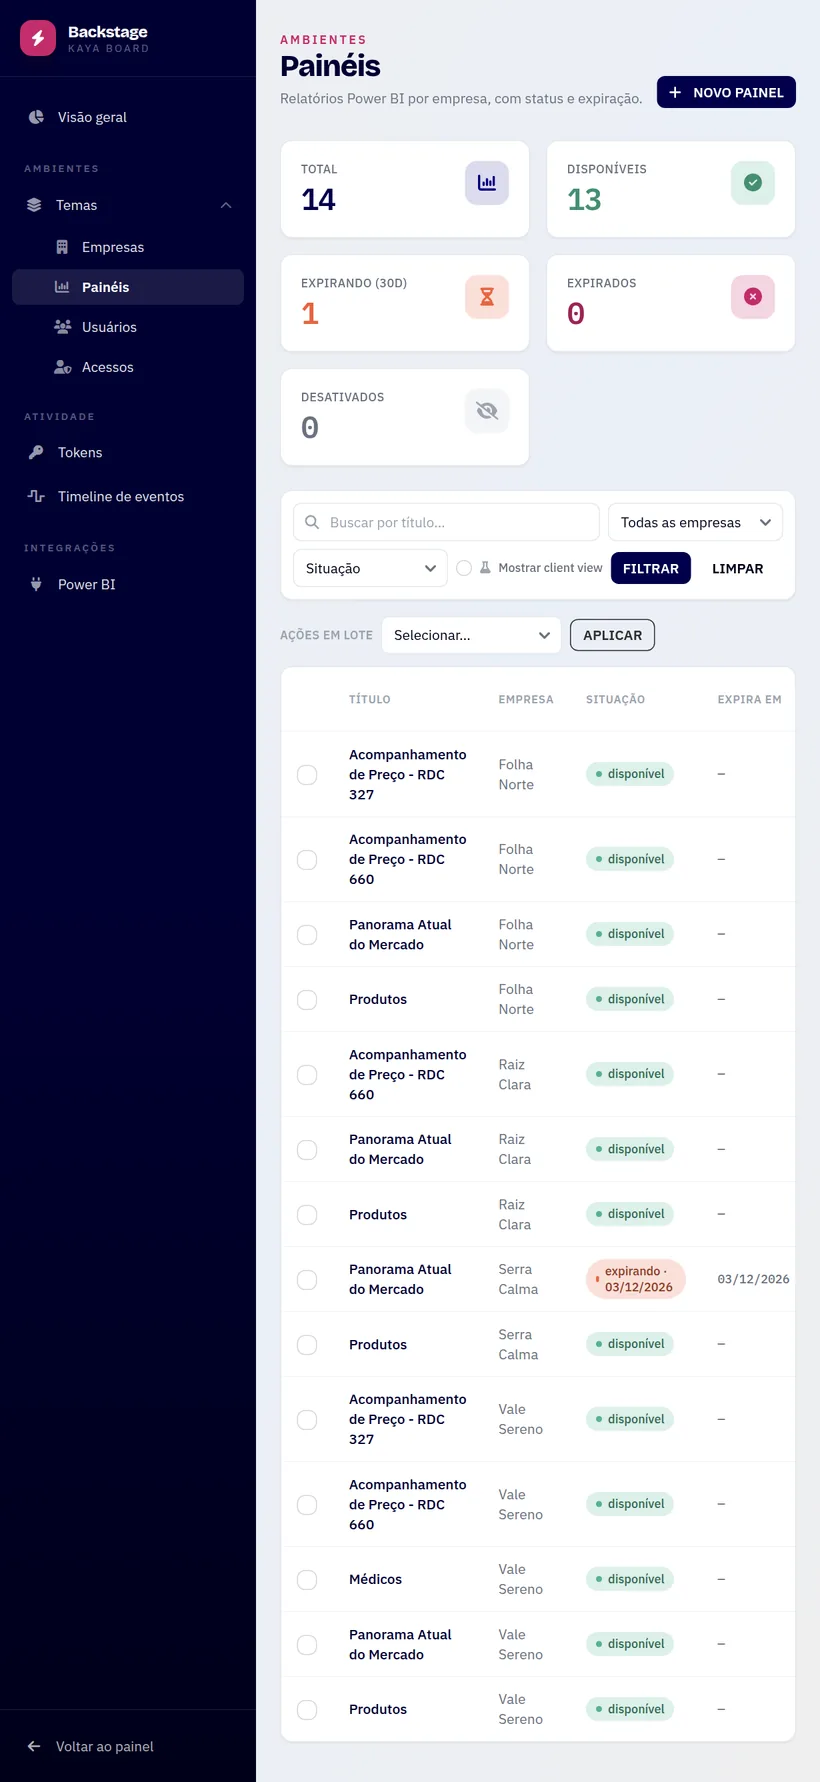 Backstage
KAYA BOARD
Visão geral
AMBIENTES
Temas
Empresas
Painéis
Usuários
Acessos
ATIVIDADE
Tokens
Timeline de eventos
INTEGRAÇÕES
Power BI
Voltar ao painel
AMBIENTES
Painéis
Relatórios Power BI por empresa, com status e expiração.
NOVO PAINEL
TOTAL
14
DISPONÍVEIS
13
EXPIRANDO (30D)
1
EXPIRADOS
0
DESATIVADOS
0
Buscar por título...
Todas as empresas
Situação
Mostrar client view
FILTRAR
LIMPAR
AÇÕES EM LOTE
Selecionar...
APLICAR
TÍTULO EMPRESA SITUAÇÃO EXPIRA EM
Acompanhamento
de Preço - RDC
327
Folha
Norte
disponível
—
Acompanhamento
de Preço - RDC
660
Folha
Norte
disponível
—
Panorama Atual
do Mercado
Folha
Norte
disponível
—
Produtos
Folha
Norte
disponível
—
Acompanhamento
de Preço - RDC
660
Raiz
Clara
disponível
—
Panorama Atual
do Mercado
Raiz
Clara
disponível
—
Produtos
Raiz
Clara
disponível
—
Panorama Atual
do Mercado
Serra
Calma
expirando ·
03/12/2026
03/12/2026
Produtos
Serra
Calma
disponível
—
Acompanhamento
de Preço - RDC
327
Vale
Sereno
disponível
—
Acompanhamento
de Preço - RDC
660
Vale
Sereno
disponível
—
Médicos
Vale
Sereno
disponível
—
Panorama Atual
do Mercado
Vale
Sereno
disponível
—
Produtos
Vale
Sereno
disponível
—